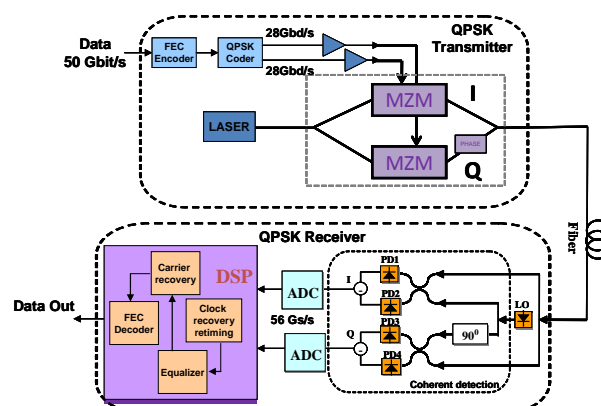 Data
50 Gbit/s
FEC
Encoder
QPSK
Coder
28Gbd/s
28Gbd/s
QPSK
Transmitter
MZM
I
LASER
PHASE
MZM
Q
Fiber
QPSK Receiver
Carrier
recovery
DSP
ADC
I
PD1
PD2
LO
Data Out
FEC
Decoder
Clock
recovery
retiming
56 Gs/s
Q
PD3
90⁰
ADC
PD4
Equalizer
Coherent detection